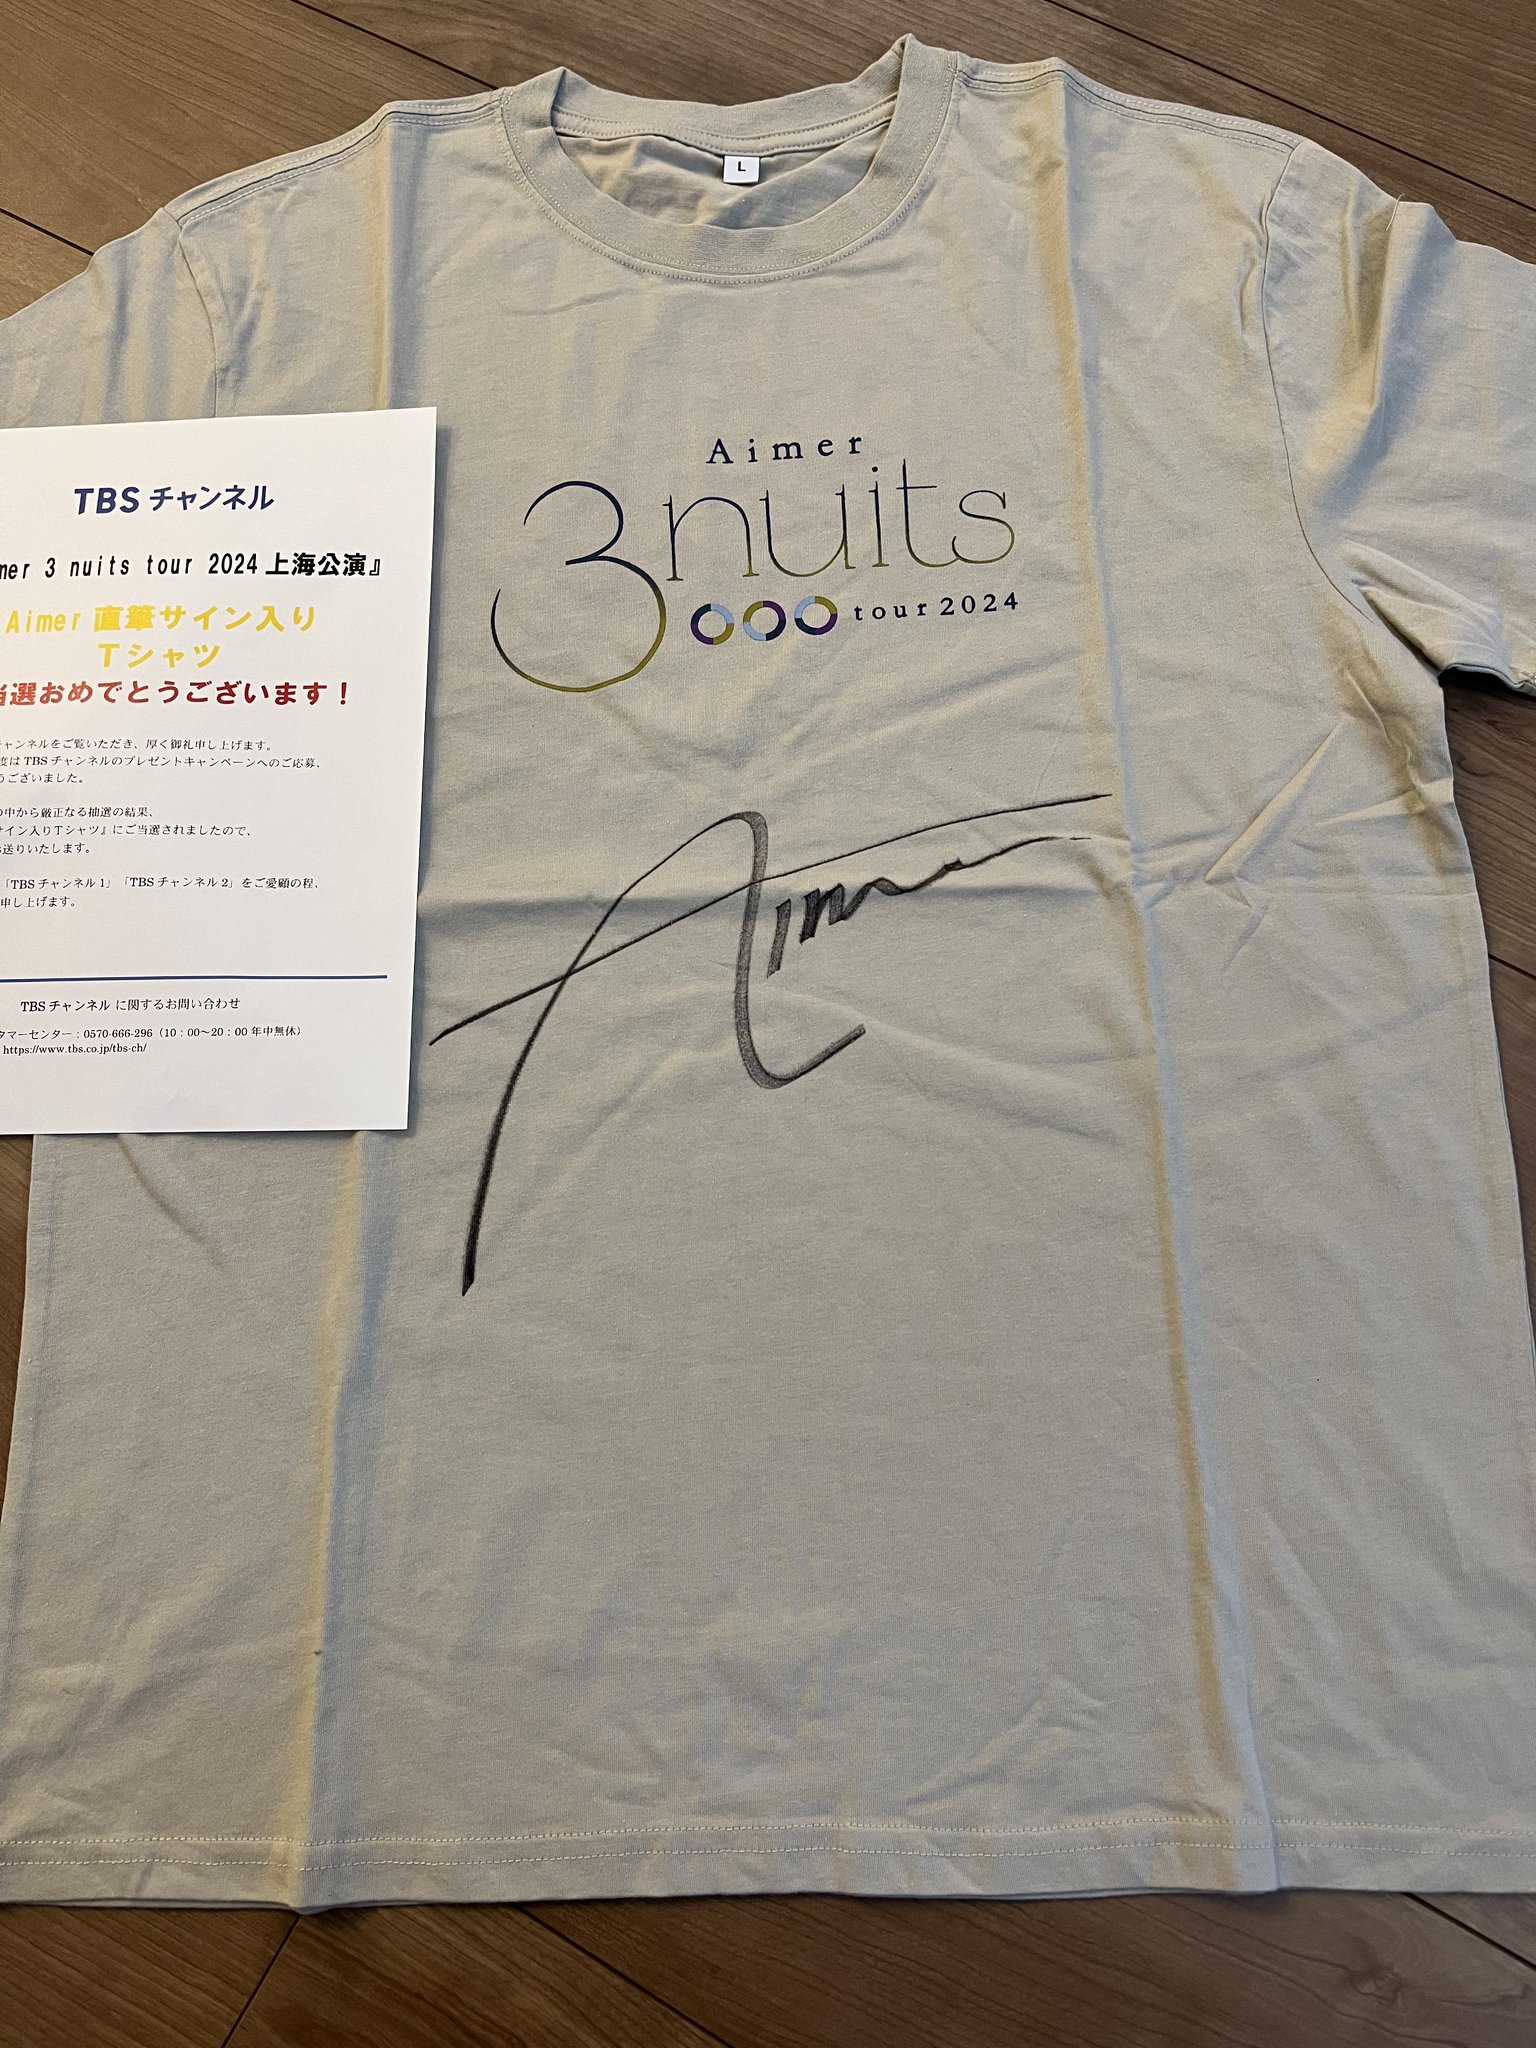 L
Aimer
3 nuits
tour 2024
Aimer
TBS チャンネル
mer 3 nuits tour 2024 上海公演』
Aimer 直筆サイン入り
Tシャツ
当選おめでとうございます！
チャンネルをご覧いただき、厚く御礼申し上げます。
度は TBS チャンネルのプレゼントキャンペーンへのご応募、
うございました。
の中から厳正なる抽選の結果、
サイン入りTシャツ』にご当選されましたので、
送りいたします。
「TBS チャンネル 1」「TBS チャンネル 2」をご愛顧の程、
申し上げます。
TBS チャンネル に関するお問い合わせ
タマーセンター：0570-666-296（10：00～20：00 年中無休）
https://www.tbs.co.jp/tbs-ch/